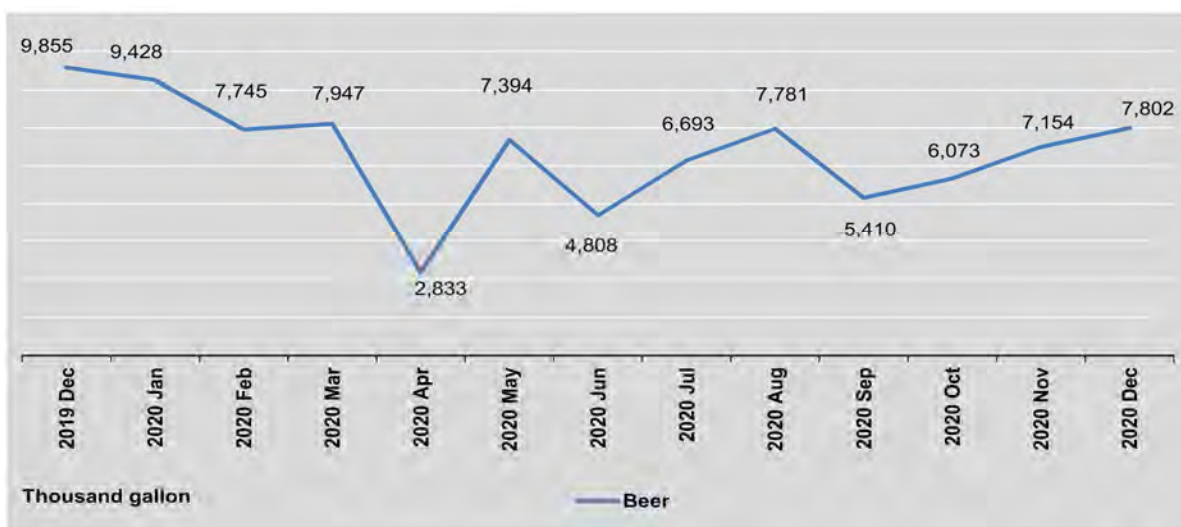 9,855
9,428
7,745
7,947
2,833
7,394
4,808
6,693
7,781
5,410
6,073
7,154
7,802
2019 Dec
2020 Jan
2020 Feb
2020 Mar
2020 Apr
2020 May
2020 Jun
2020 Jul
2020 Aug
2020 Sep
2020 Oct
2020 Nov
2020 Dec
Thousand gallon
Beer